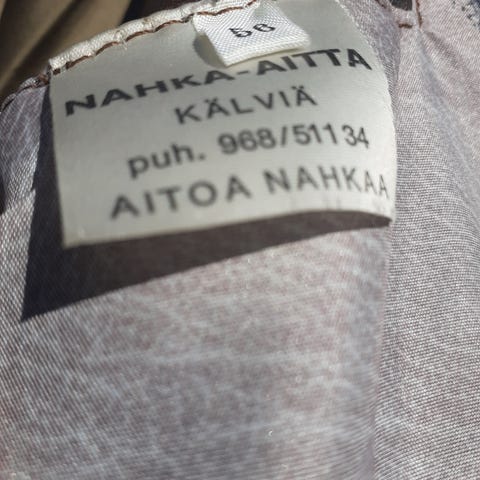 56
NAHKA-AITTA
KÄLVIÄ
puh. 968/51134
AITOA NAHKAA